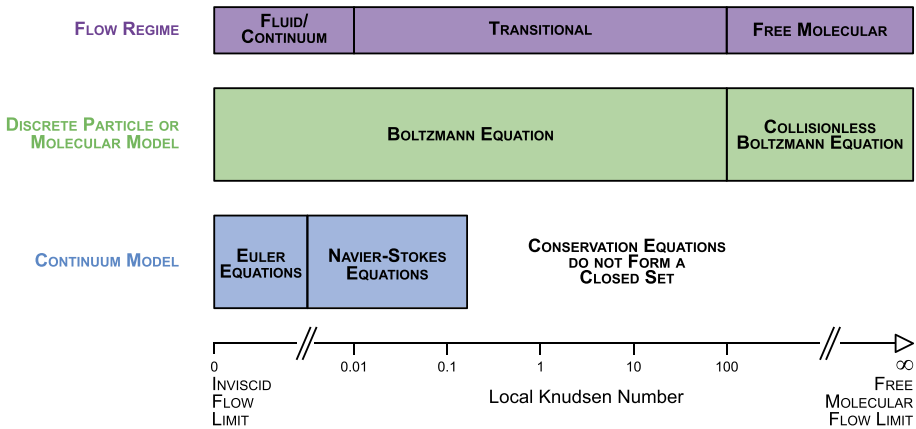 FLOW REGIME
FLUID/
CONTINUUM
TRANSITIONAL
FREE MOLECULAR
DISCRETE PARTICLE OR
MOLECULAR MODEL
BOLTZMANN EQUATION
COLLISIONLESS
BOLTZMANN EQUATION
CONTINUUM MODEL
EULER
EQUATIONS
NAVIER-STOKES
EQUATIONS
CONSERVATION EQUATIONS
DO NOT FORM A
CLOSED SET
0
0.01
0.1
1
10
100
∞
INVISCID
FLOW
LIMIT
Local Knudsen Number
FREE
MOLECULAR
FLOW LIMIT